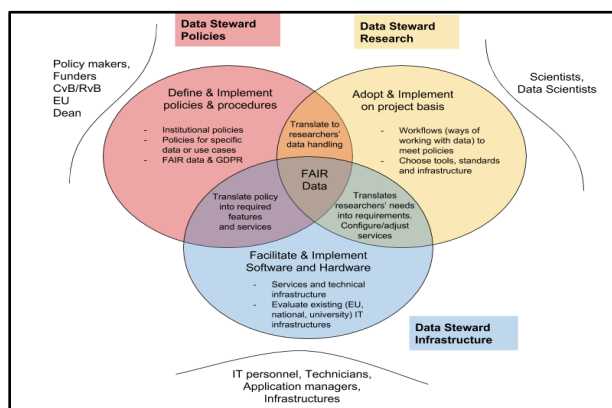 Data Steward
Policies
Data Steward
Research
Policy makers,
Funders
CvB/RvB
EU
Dean
Scientists,
Data Scientists
Define & Implement
policies & procedures
- Institutional policies
- Policies for specific
data or use cases
- FAIR data & GDPR
Translate to
researchers'
data handling
Adopt & Implement
on project basis
- Workflows (ways of
working with data) to
meet policies
- Choose tools, standards
and infrastructure
FAIR
Data
Translate policy
into required
features
and services
Translates
researchers' needs
into requirements.
Configure/adjust
services
Facilitate & Implement
Software and Hardware
- Services and technical
infrastructure
- Evaluate existing (EU,
national, university) IT
infrastructures
Data Steward
Infrastructure
IT personnel, Technicians,
Application managers,
Infrastructures